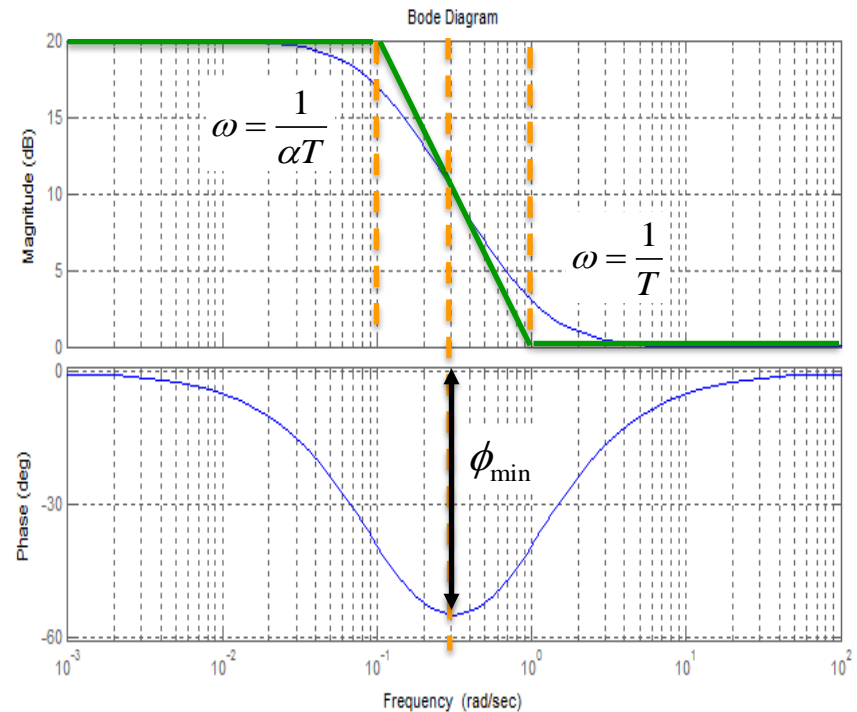 Bode Diagram
Magnitude (dB)
20
15
10
5
0
ω = 1/(αT)
ω = 1/T
Phase (deg)
0
-30
-60
ϕmin
10^-3 10^-2 10^-1 10^0 10^1 10^2
Frequency (rad/sec)